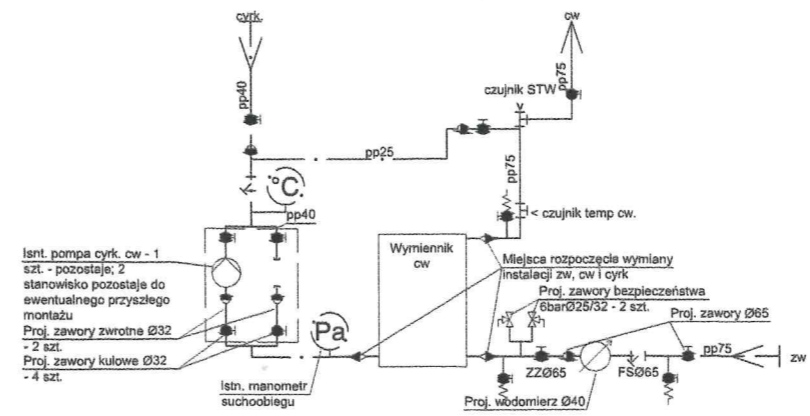 cyrk.
cw
pp40
czujnik STW
pp75
pp25
pp75
°C
pp40
< czujnik temp cw.
Isnt. pompa cyrk. cw - 1
szt. - pozostaje; 2
stanowisko pozostaje do
ewentualnego przyszłego
montażu
Proj. zawory zwrotne Ø32
- 2 szt.
Proj. zawory kulowe Ø32
- 4 szt.
Wymiennik
cw
Miejsca rozpoczęcia wymiany
instalacji zw, cw i cyrk
Proj. zawory bezpieczeństwa
6barØ25/32 - 2 szt.
Proj. zawory Ø65
Pa
Istn. manometr
suchoobiegu
ZZØ65
FSØ65
pp75
zw
Proj. wodomierz Ø40